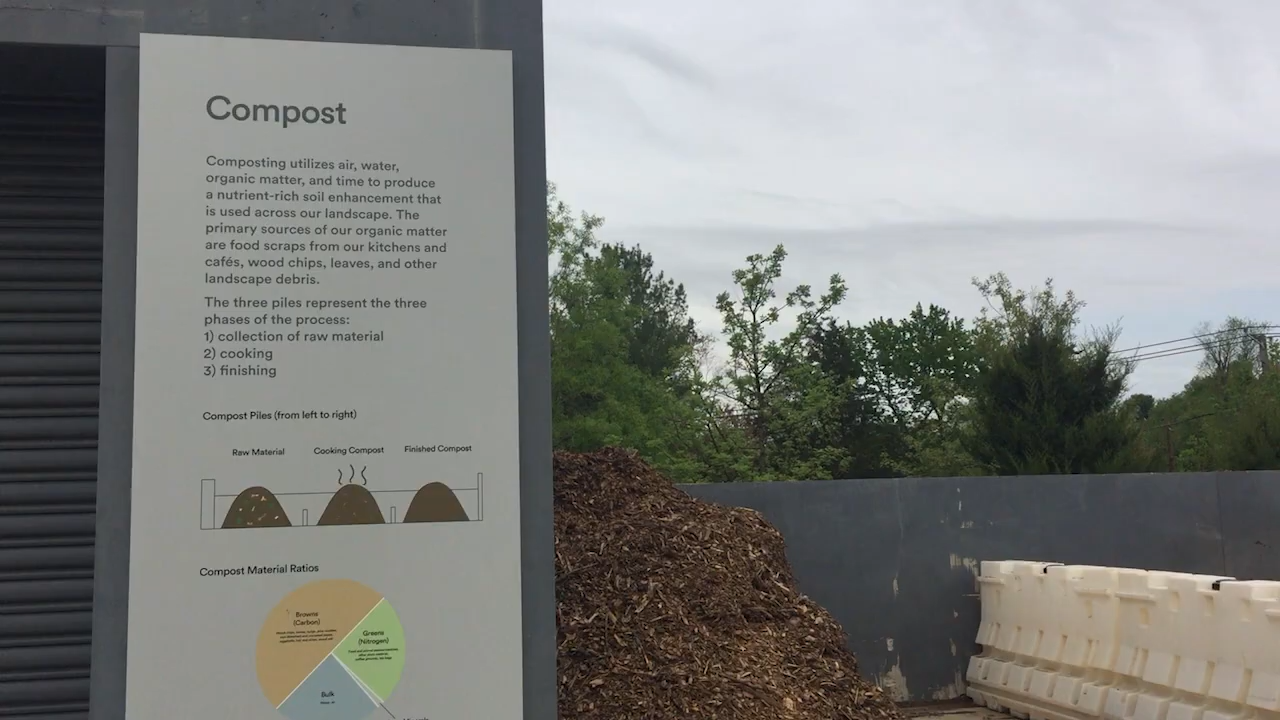 Compost
Composting utilizes air, water,
organic matter, and time to produce
a nutrient-rich soil enhancement that
is used across our landscape. The
primary sources of our organic matter
are food scraps from our kitchens and
cafés, wood chips, leaves, and other
landscape debris.
The three piles represent the three
phases of the process:
1) collection of raw material
2) cooking
3) finishing
Compost Piles (from left to right)
Raw Material Cooking Compost Finished Compost
Compost Material Ratios
Browns
(Carbon)
Greens
(Nitrogen)
Bulk